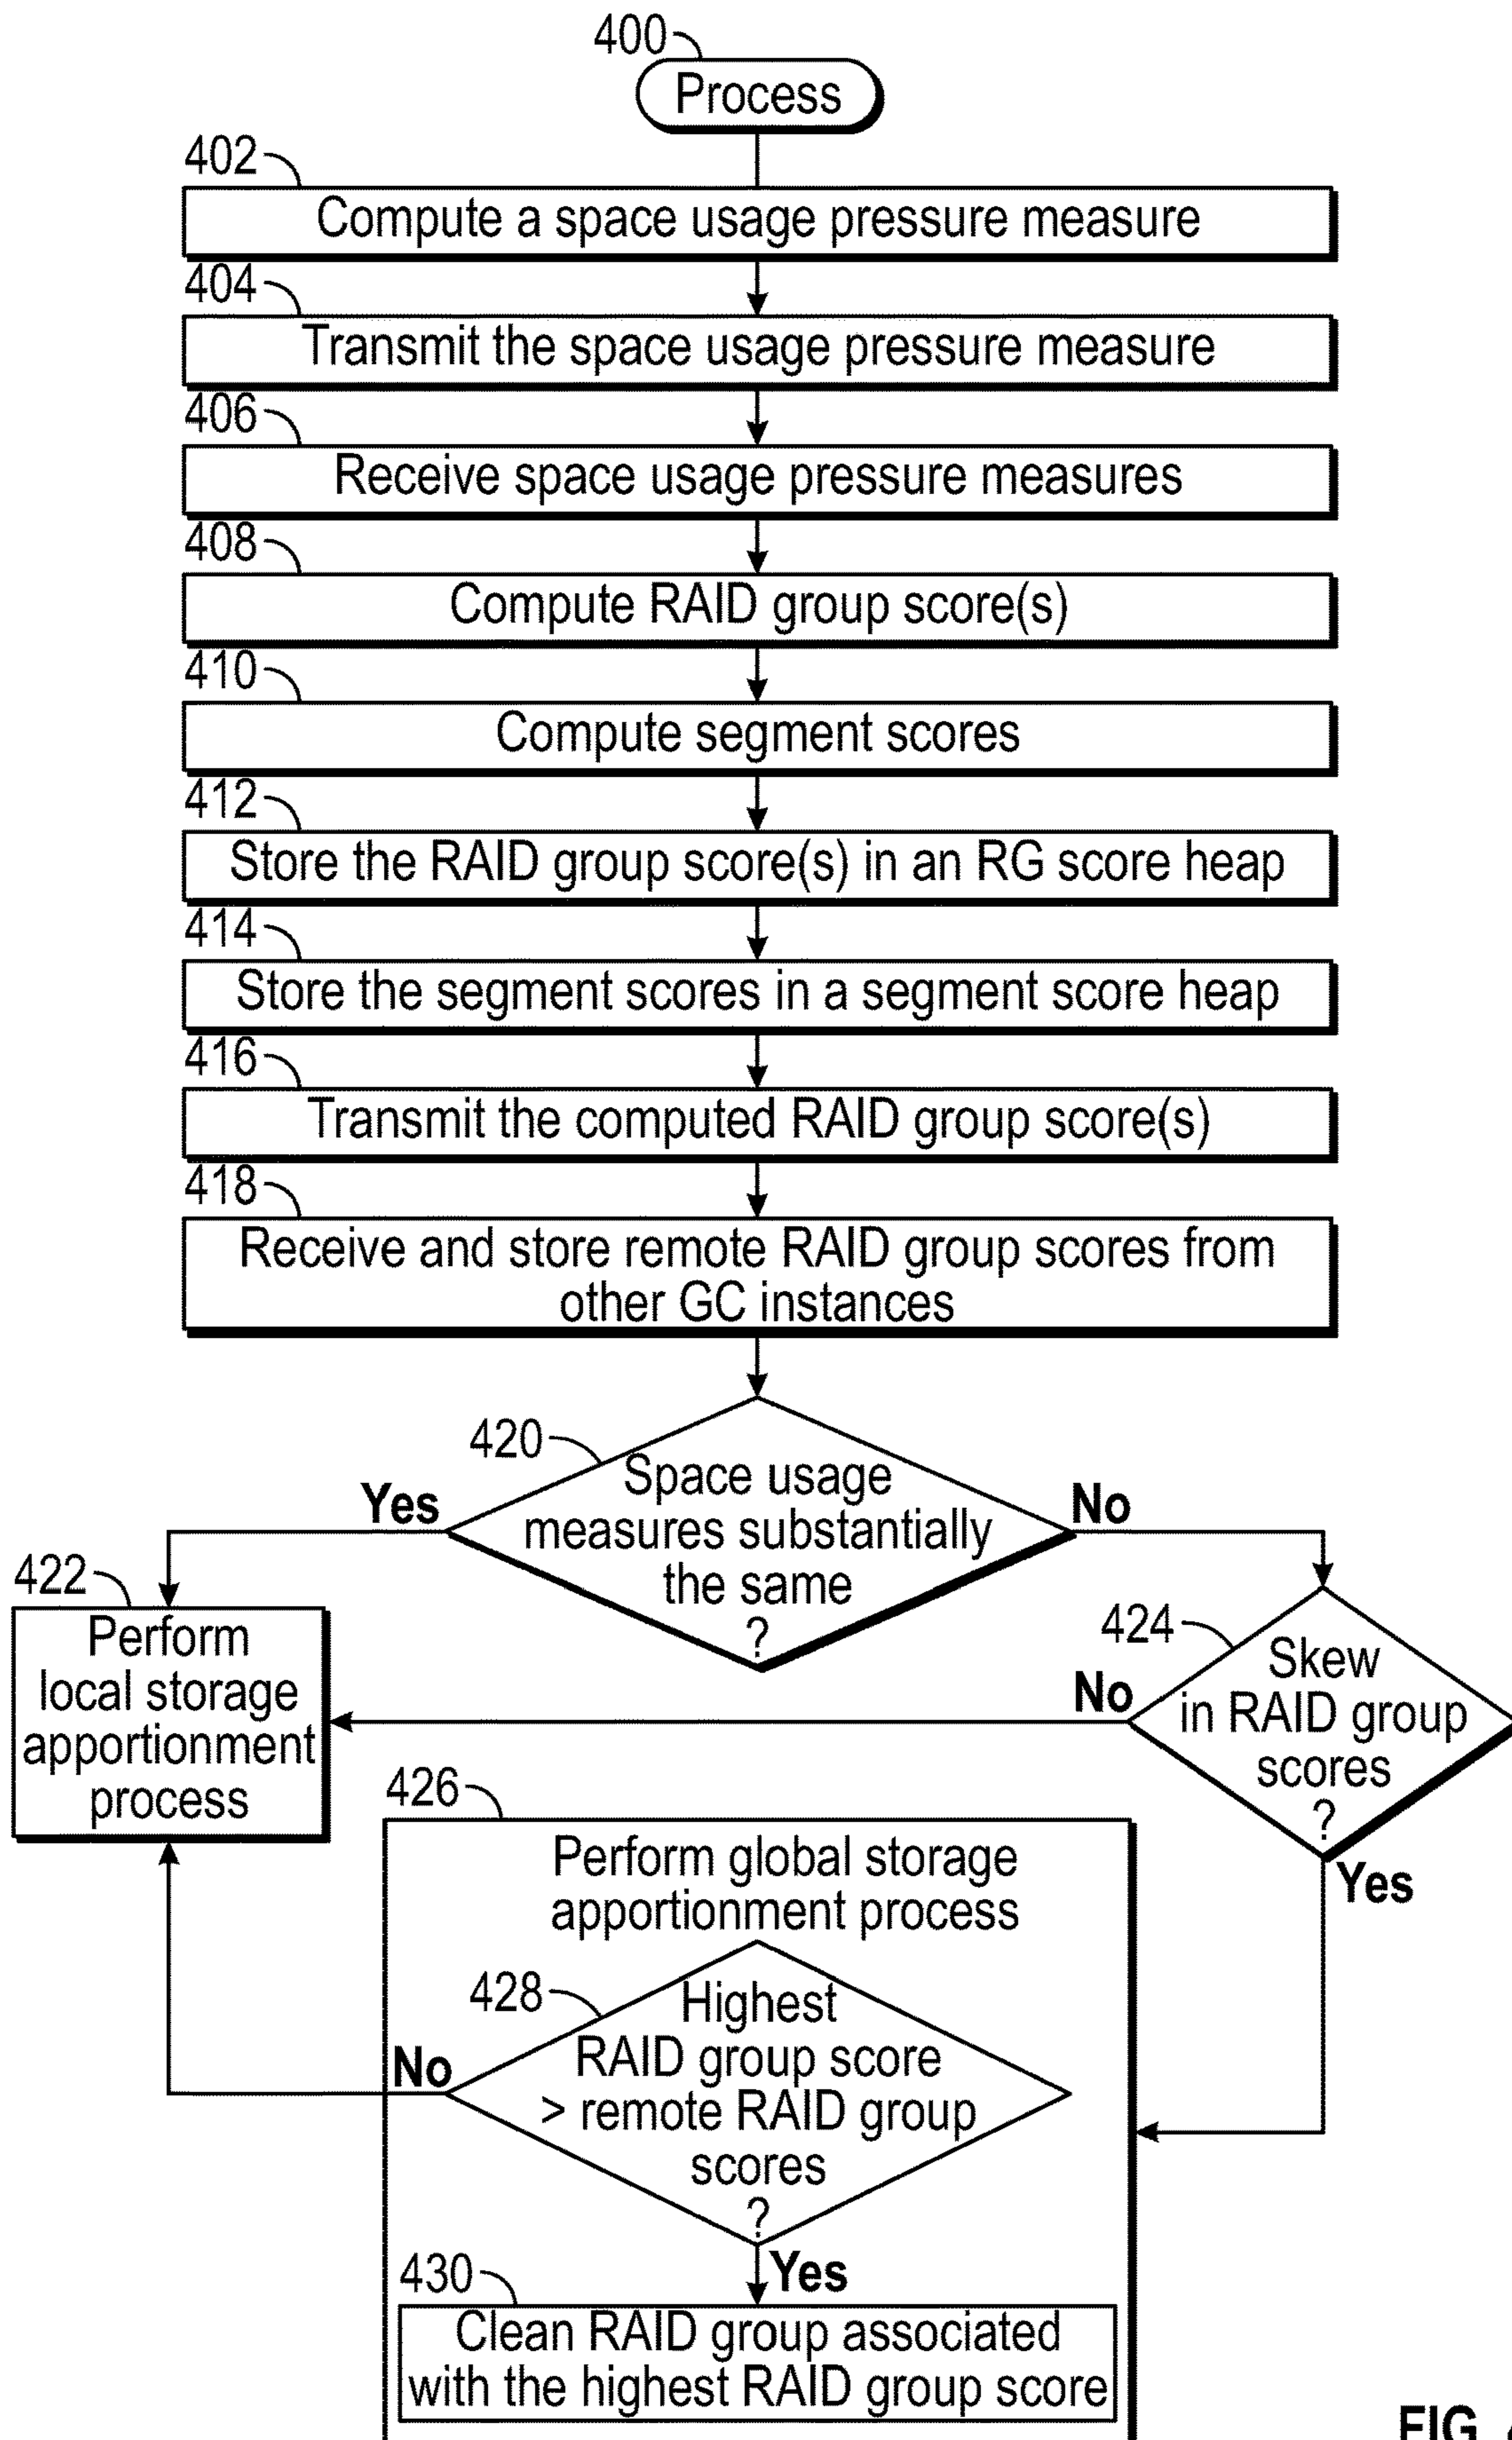 400
Process
402
Compute a space usage pressure measure
404
Transmit the space usage pressure measure
406
Receive space usage pressure measures
408
Compute RAID group score(s)
410
Compute segment scores
412
Store the RAID group score(s) in an RG score heap
414
Store the segment scores in a segment score heap
416
Transmit the computed RAID group score(s)
418
Receive and store remote RAID group scores from
other GC instances
420
Space usage
measures substantially
the same
?
Yes
No
422
Perform
local storage
apportionment
process
424
Skew
in RAID group
scores
?
No
Yes
426
Perform global storage
apportionment process
428
Highest
RAID group score
> remote RAID group
scores
?
No
Yes
430
Clean RAID group associated
with the highest RAID group score
FIG.